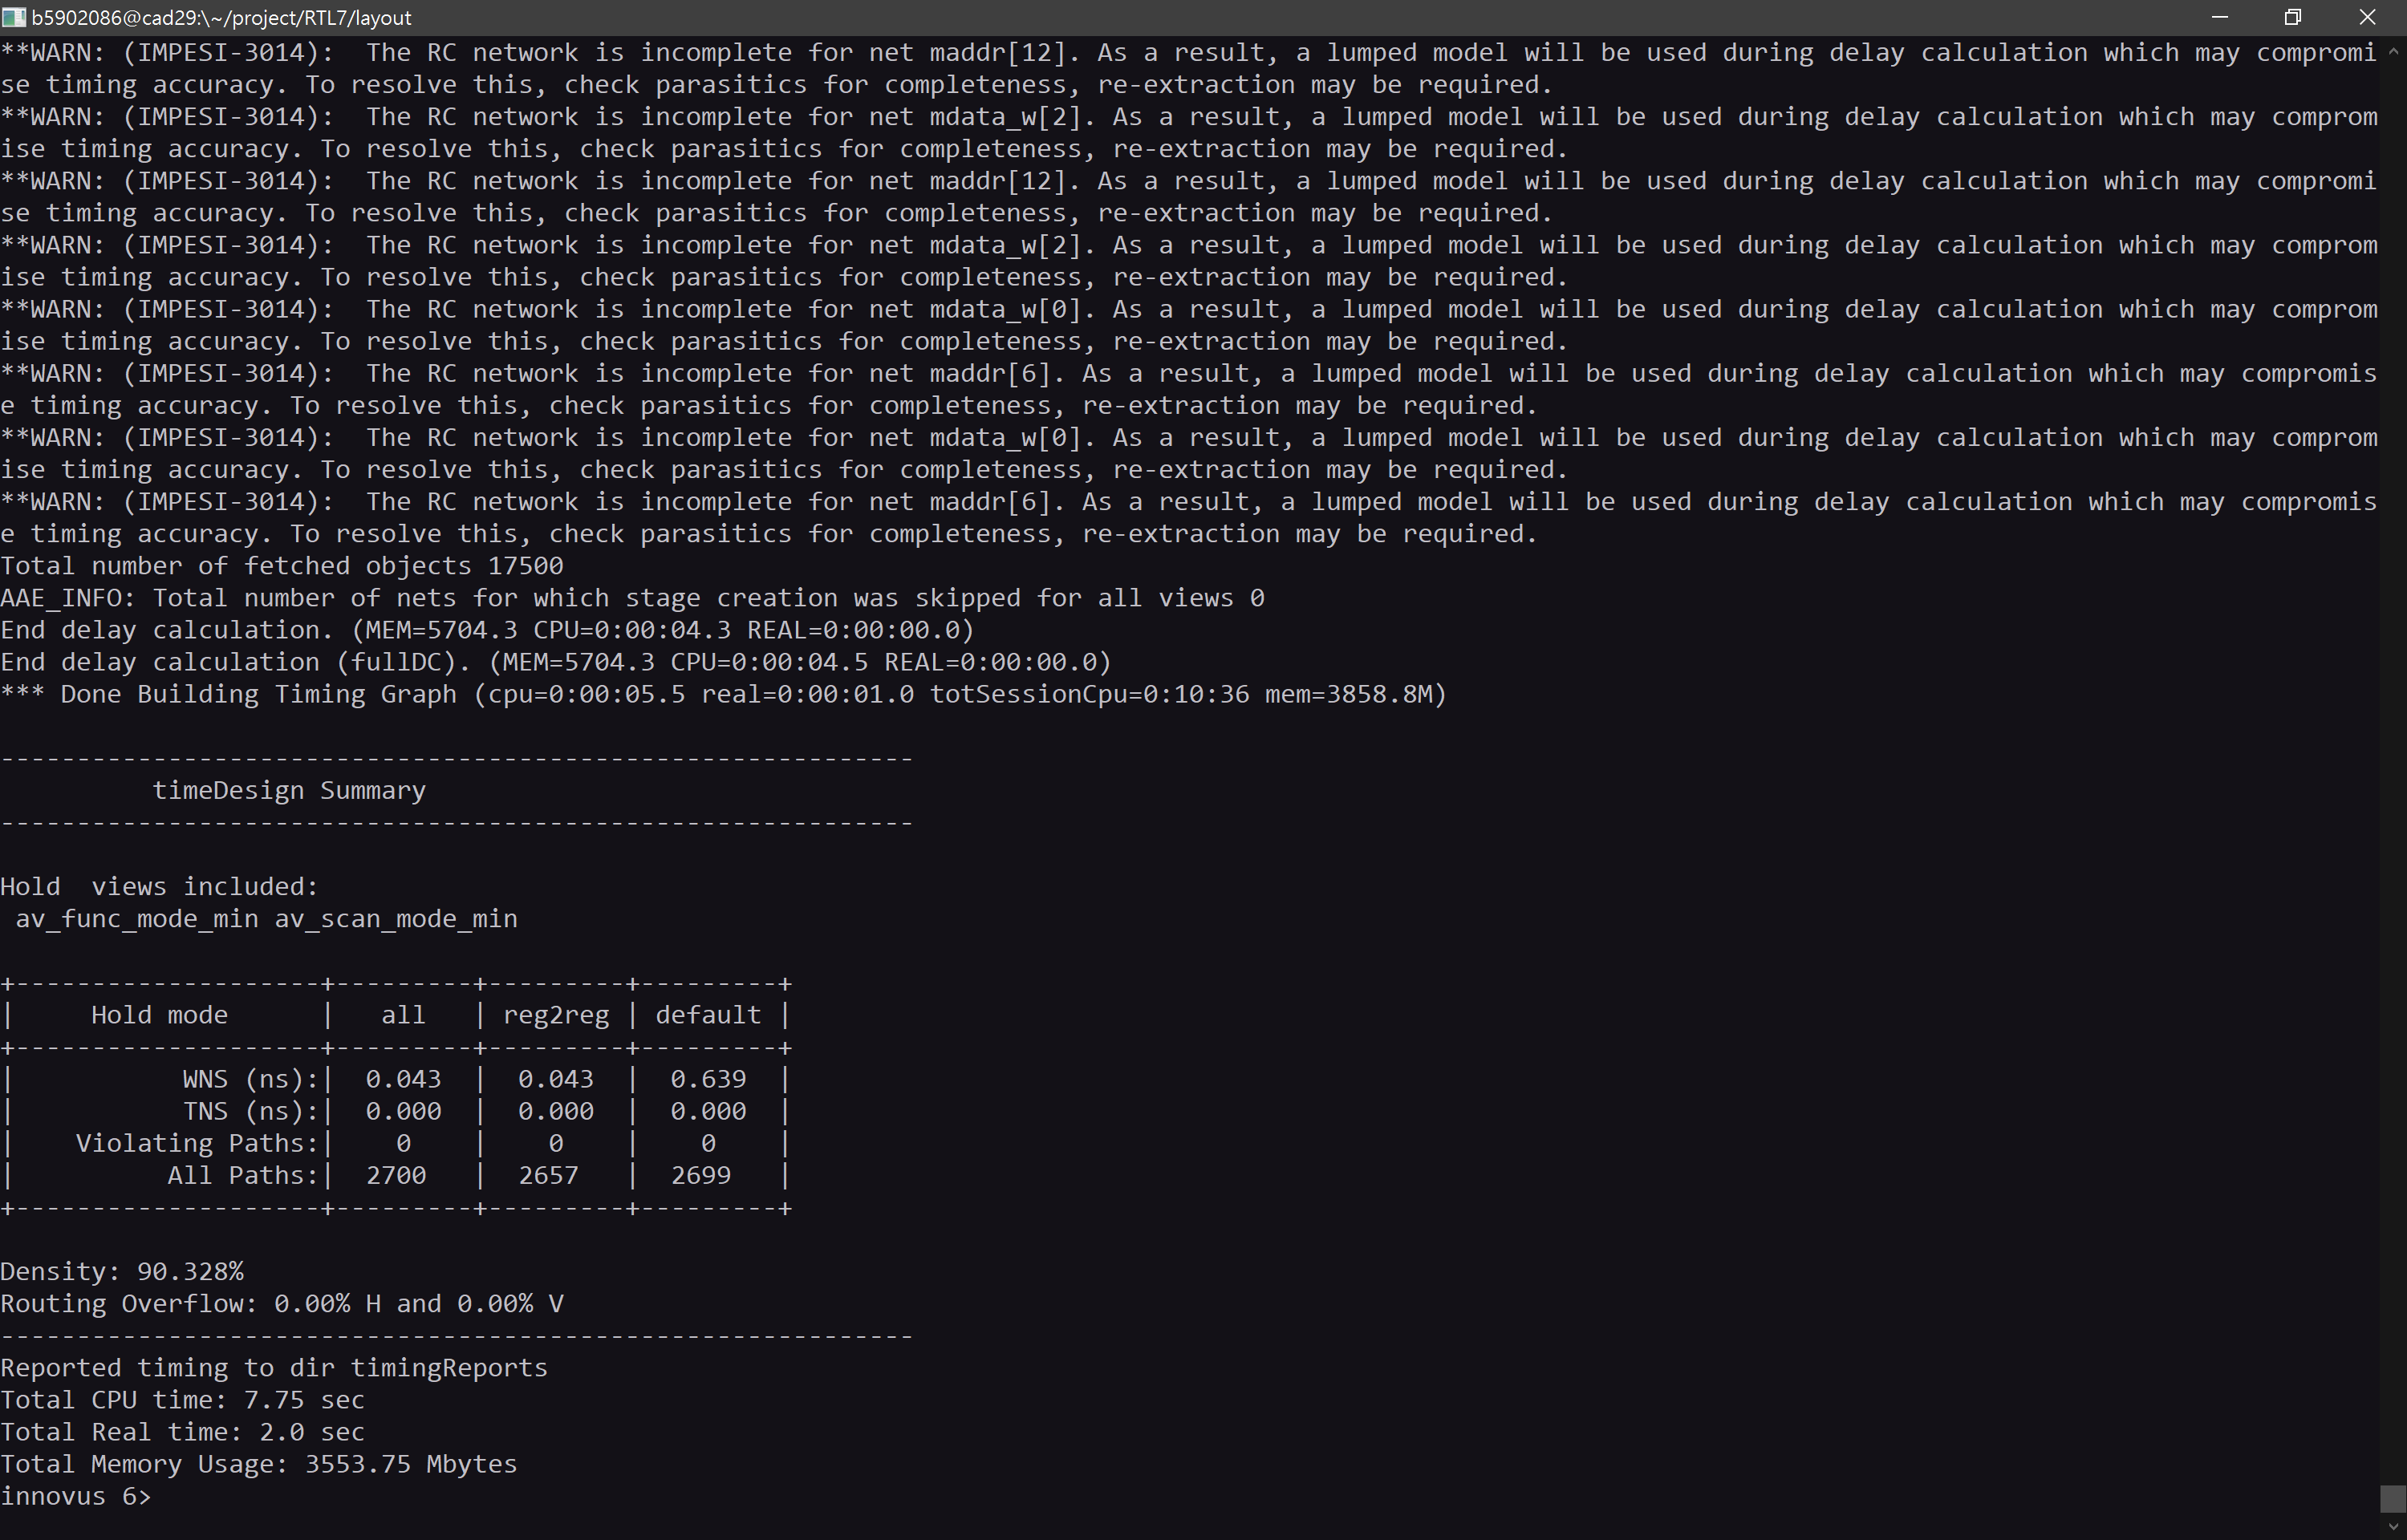 b5902086@cad29:\~/project/RTL7/layout
**WARN: (IMPESI-3014):  The RC network is incomplete for net maddr[12]. As a result, a lumped model will be used during delay calculation which may compromi
se timing accuracy. To resolve this, check parasitics for completeness, re-extraction may be required.
**WARN: (IMPESI-3014):  The RC network is incomplete for net mdata_w[2]. As a result, a lumped model will be used during delay calculation which may comprom
ise timing accuracy. To resolve this, check parasitics for completeness, re-extraction may be required.
**WARN: (IMPESI-3014):  The RC network is incomplete for net maddr[12]. As a result, a lumped model will be used during delay calculation which may compromi
se timing accuracy. To resolve this, check parasitics for completeness, re-extraction may be required.
**WARN: (IMPESI-3014):  The RC network is incomplete for net mdata_w[2]. As a result, a lumped model will be used during delay calculation which may comprom
ise timing accuracy. To resolve this, check parasitics for completeness, re-extraction may be required.
**WARN: (IMPESI-3014):  The RC network is incomplete for net mdata_w[0]. As a result, a lumped model will be used during delay calculation which may comprom
ise timing accuracy. To resolve this, check parasitics for completeness, re-extraction may be required.
**WARN: (IMPESI-3014):  The RC network is incomplete for net maddr[6]. As a result, a lumped model will be used during delay calculation which may compromis
e timing accuracy. To resolve this, check parasitics for completeness, re-extraction may be required.
**WARN: (IMPESI-3014):  The RC network is incomplete for net mdata_w[0]. As a result, a lumped model will be used during delay calculation which may comprom
ise timing accuracy. To resolve this, check parasitics for completeness, re-extraction may be required.
**WARN: (IMPESI-3014):  The RC network is incomplete for net maddr[6]. As a result, a lumped model will be used during delay calculation which may compromis
e timing accuracy. To resolve this, check parasitics for completeness, re-extraction may be required.
Total number of fetched objects 17500
AAE_INFO: Total number of nets for which stage creation was skipped for all views 0
End delay calculation. (MEM=5704.3 CPU=0:00:04.3 REAL=0:00:00.0)
End delay calculation (fullDC). (MEM=5704.3 CPU=0:00:04.5 REAL=0:00:00.0)
*** Done Building Timing Graph (cpu=0:00:05.5 real=0:00:01.0 totSessionCpu=0:10:36 mem=3858.8M)
------------------------------------------------------------
          timeDesign Summary
------------------------------------------------------------
Hold  views included:
 av_func_mode_min av_scan_mode_min
+--------------------+---------+---------+---------+
|     Hold mode      |   all   | reg2reg | default |
+--------------------+---------+---------+---------+
|           WNS (ns):|  0.043  |  0.043  |  0.639  |
|           TNS (ns):|  0.000  |  0.000  |  0.000  |
|    Violating Paths:|    0    |    0    |    0    |
|          All Paths:|  2700   |  2657   |  2699   |
+--------------------+---------+---------+---------+
Density: 90.328%
Routing Overflow: 0.00% H and 0.00% V
------------------------------------------------------------
Reported timing to dir timingReports
Total CPU time: 7.75 sec
Total Real time: 2.0 sec
Total Memory Usage: 3553.75 Mbytes
innovus 6>